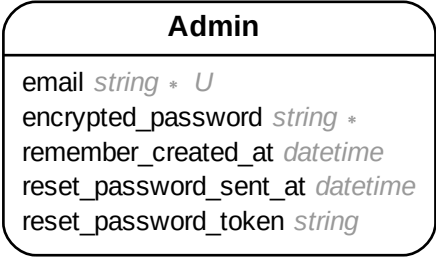 Admin
email string * U
encrypted_password string *
remember_created_at datetime
reset_password_sent_at datetime
reset_password_token string